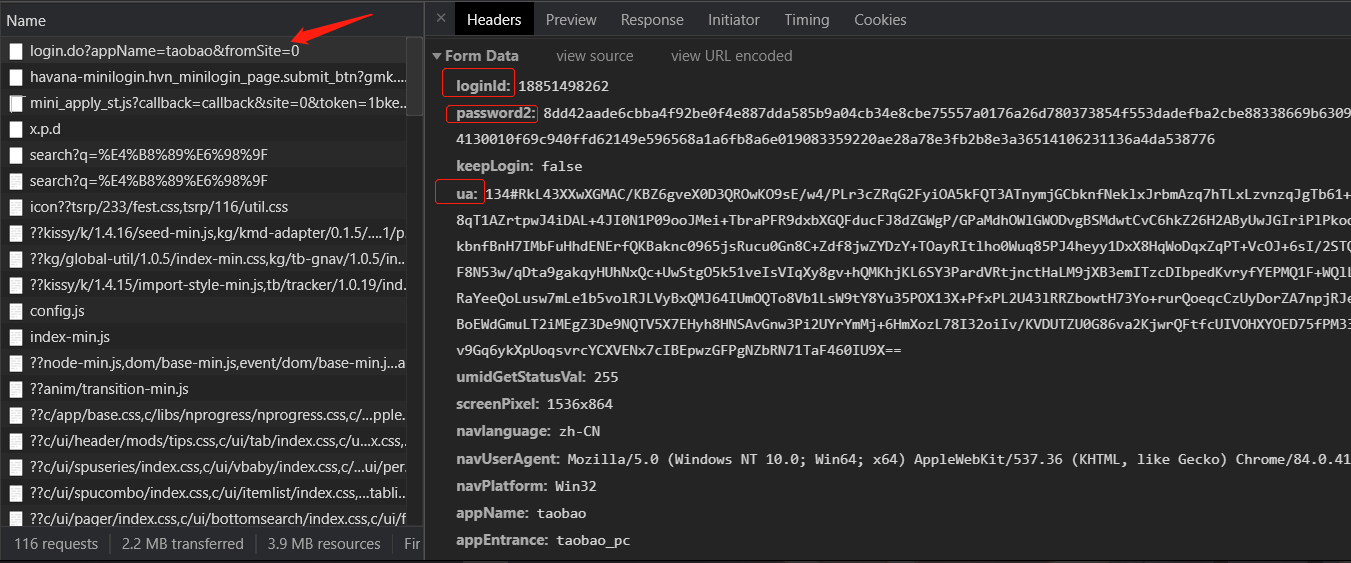 Name
login.do?appName=taobao&fromSite=0
havana-minilogin.hvn_minilogin_page.submit_btn?gmk....
mini_apply_st.js?callback=callback&site=0&token=1bke...
x.p.d
search?q=%E4%B8%89%E6%98%9F
search?q=%E4%B8%89%E6%98%9F
icon??tsrp/233/fest.css,tsrp/116/util.css
??kissy/k/1.4.16/seed-min.js,kg/kmd-adapter/0.1.5/....1/p.
??kg/global-util/1.0.5/index-min.css,kg/tb-gnav/1.0.5/in..
??kissy/k/1.4.15/import-style-min.js,tb/tracker/1.0.19/ind.
config.js
index-min.js
??node-min.js,dom/base-min.js,event/dom/base-min.j...a
??anim/transition-min.js
??c/app/base.css,c/libs/nprogress/nprogress.css,c/...pple.
??c/ui/header/mods/tips.css,c/ui/tab/index.css,c/u...x.css,
??c/ui/spuseries/index.css,c/ui/vbaby/index.css,c/...ui/per.
??c/ui/spucombo/index.css,c/ui/itemlist/index.css,...tabli.
??c/ui/pager/index.css,c/ui/bottomsearch/index.css,c/ui/f
116 requests
2.2 MB transferred
3.9 MB resources
Fir
× Headers Preview Response Initiator Timing Cookies
Form Data view source view URL encoded
loginId: 18851498262
password2: 8dd42aade6cbba4f92be0f4e887dda585b9a04cb34e8cbe75557a0176a26d780373854f553dadefba2cbe88338669b6309
4130010f69c940ffd62149e596568a1a6fb8a6e019083359220ae28a78e3fb2b8e3a36514106231136a4da538776
keepLogin: false
ua: 134#RkL43XXwXGMAC/KBZ6gveX0D3QROwKO9sE/w4/PLr3cZRqG2FyiOA5kFQT3ATnymjGCbknfNeklxJrbmAzq7hTLxLzvnzqJgTb61+
8qT1AZrtpwJ4iDAL+4JI0N1P09ooJMei+TbraPFR9dxbXGQFducFJ8dZGWgP/GPaMdhOWlGWODvgBSMdwtCvC6hkZ26H2AByUwJGIriPlPkoo
kbnfBnH7IMbFuHhdENErfQKBaknc0965jsRucu0Gn8C+Zdf8jwZYDzY+TOayRItlho0Wuq85PJ4heyy1DxX8HqWoDqxZqPT+VcOJ+6sI/2STQ
F8N53w/qDta9gakqyHUhNxQc+UwStgO5k51veIsVIqXy8gv+hQMKhjKL6SY3PardVRtjnctHaLM9jXB3emITzcDIbpedKvryfYEPMQ1F+WQlL
RaYeeQoLusw7mLe1b5volRJLVyBxQMJ64IUmOQTo8Vb1LsW9tY8Yu35POX13X+PfxPL2U43lRRZbowtH73Yo+rurQoeqcCzUyDorZA7npjRJe
BoEWdGmuLT2iMEgZ3De9NQTV5X7EHyh8HNSAvGnw3Pi2UYrYmMj+6HmXozL78I32oiIv/KVDUTZU0G86va2KjwrQFtfcUIVOHXYOED75fPM33
v9Gq6ykXpUoqsvrcYCXVENx7cIBEpwzGFPgNZbRN71TaF460IU9X==
umidGetStatusVal: 255
screenPixel: 1536x864
navlanguage: zh-CN
navUserAgent: Mozilla/5.0 (Windows NT 10.0; Win64; x64) AppleWebKit/537.36 (KHTML, like Gecko) Chrome/84.0.41
navPlatform: Win32
appName: taobao
appEntrance: taobao_pc